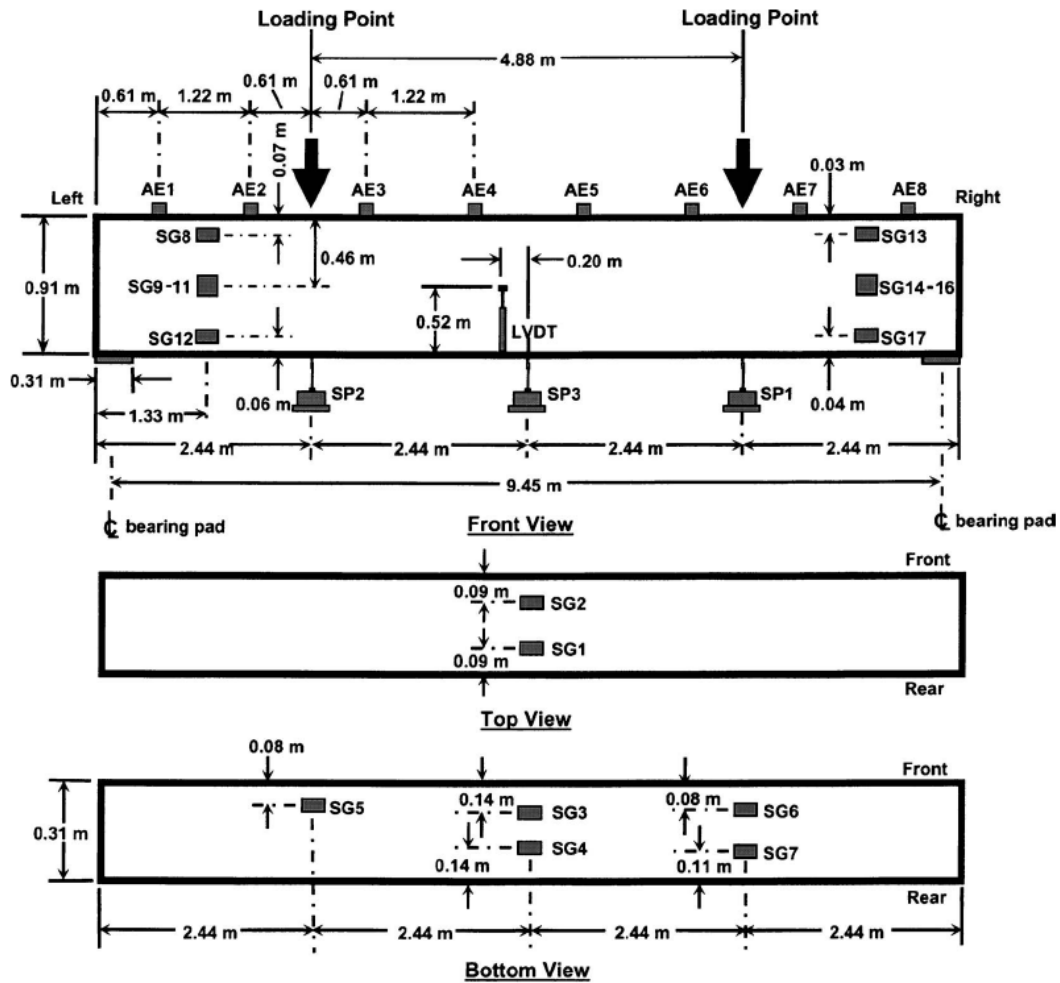 Loading Point Loading Point
4.88 m
0.61 m 0.61 m
0.61 m 1.22 m 1.22 m
0.07 m 0.03 m
AE1 AE2 AE3 AE4 AE5 AE6 AE7 AE8
Left Right
SG8 SG13
0.46 m 0.20 m
0.91 m SG9-11 SG14-16
0.52 m LVDT
SG12 SG17
0.31 m
SP2 SP3 SP1
1.33 m 0.06 m 0.04 m
2.44 m 2.44 m 2.44 m 2.44 m
9.45 m
℄ bearing pad ℄ bearing pad
Front View
Front
0.09 m SG2
SG1
0.09 m
Rear
Top View
0.08 m
Front
SG5 0.14 m SG3 0.08 m SG6
0.31 m SG4 SG7
0.14 m 0.11 m
Rear
2.44 m 2.44 m 2.44 m 2.44 m
Bottom View